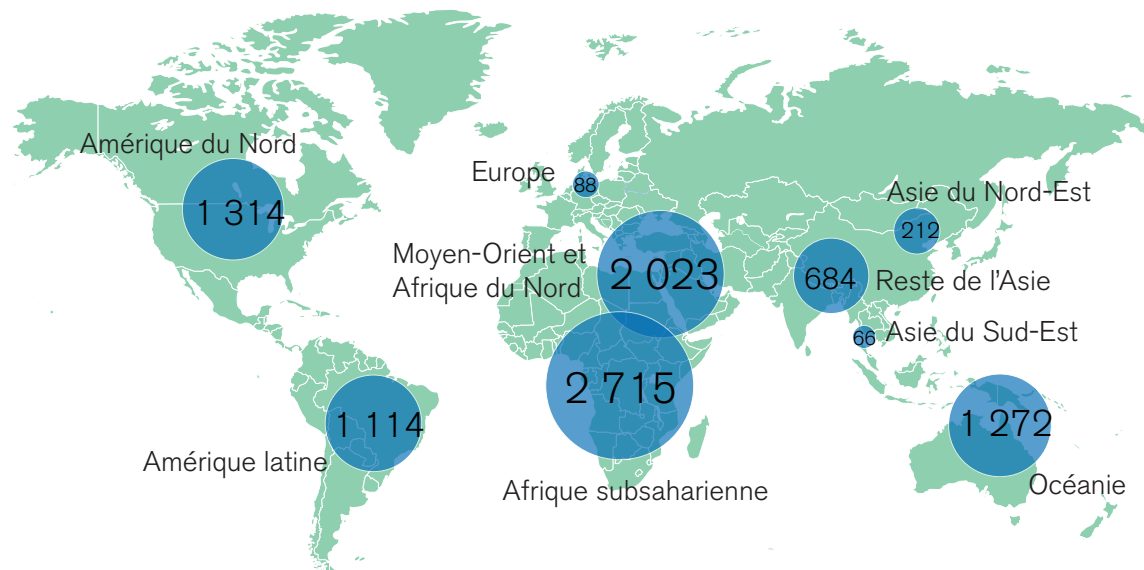 Amérique du Nord
1 314
Europe
88
Asie du Nord-Est
212
Moyen-Orient et
Afrique du Nord
2 023
684
Reste de l'Asie
66
Asie du Sud-Est
2 715
Afrique subsaharienne
1 114
Amérique latine
1 272
Océanie